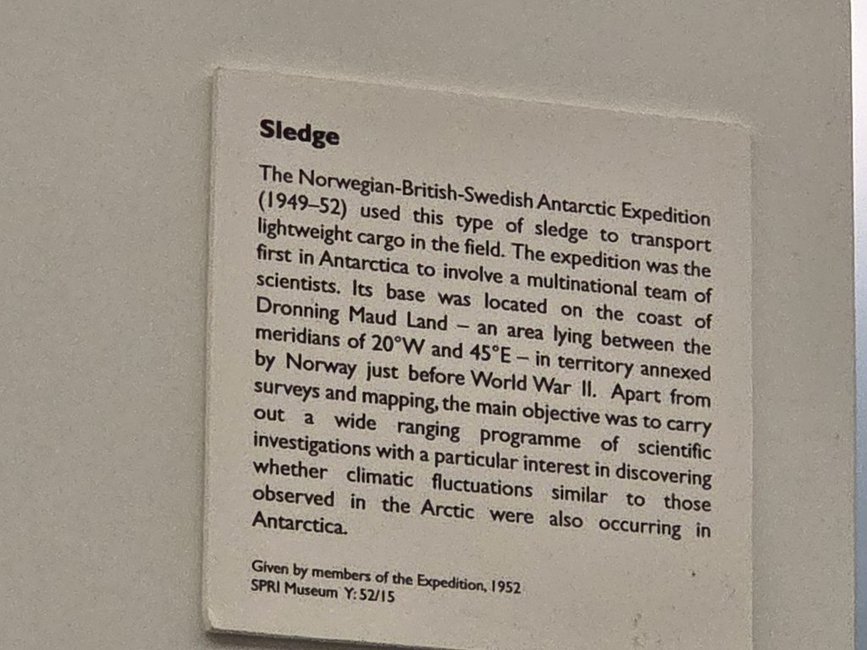 Sledge
The Norwegian-British-Swedish Antarctic Expedition
(1949–52) used this type of sledge to transport
lightweight cargo in the field. The expedition was the
first in Antarctica to involve a multinational team of
scientists. Its base was located on the coast of
Dronning Maud Land – an area lying between the
meridians of 20°W and 45°E – in territory annexed
by Norway just before World War II. Apart from
surveys and mapping, the main objective was to carry
out a wide ranging programme of scientific
investigations with a particular interest in discovering
whether climatic fluctuations similar to those
observed in the Arctic were also occurring in
Antarctica.
Given by members of the Expedition, 1952
SPRI Museum Y: 52/15